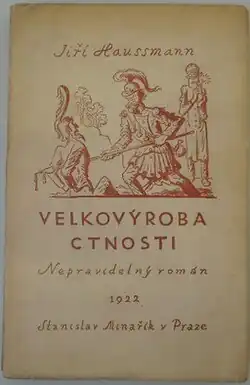 Jiří Haussmann
VELKOVÝROBA
CTNOSTI
Nepravidelný román
1922
Stanislav Minařík v Praze